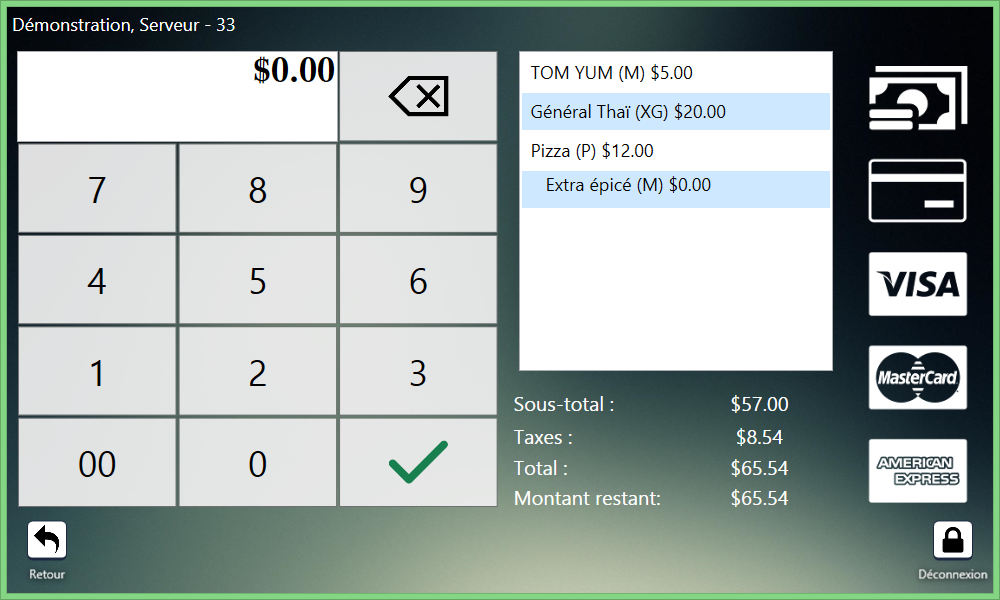 Démonstration, Serveur - 33
$0.00
7 8 9
4 5 6
1 2 3
00 0
TOM YUM (M) $5.00
Général Thaï (XG) $20.00
Pizza (P) $12.00
Extra épicé (M) $0.00
Sous-total : $57.00
Taxes : $8.54
Total : $65.54
Montant restant: $65.54
VISA
MasterCard
AMERICAN
EXPRESS
Retour
Déconnexion